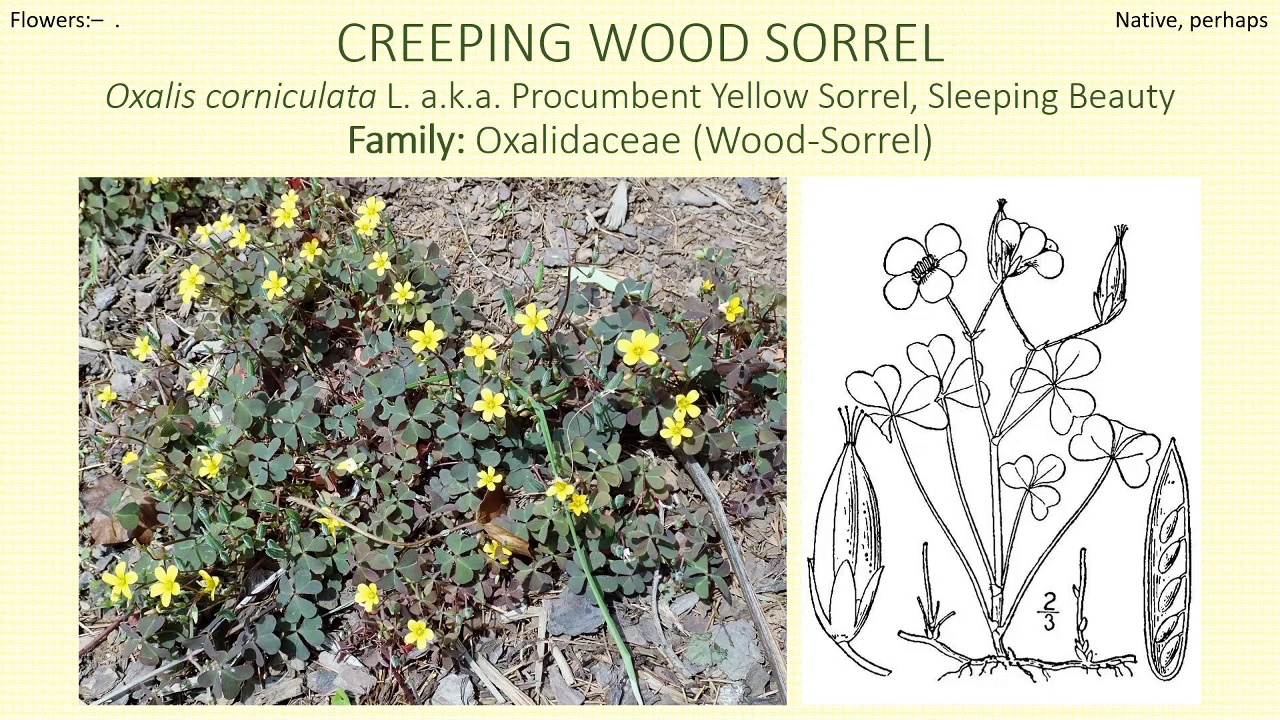 Flowers:– .
Native, perhaps
CREEPING WOOD SORREL
Oxalis corniculata L. a.k.a. Procumbent Yellow Sorrel, Sleeping Beauty
Family: Oxalidaceae (Wood-Sorrel)
2
3